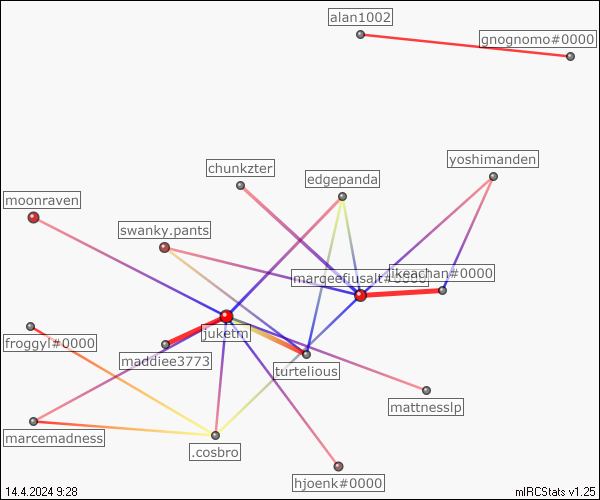 alan1002
gnognomo#0000
yoshimanden
chunkzter
edgepanda
moonraven
swanky.pants
margeefiusalt#0000
ikeachan#0000
juketm
froggyl#0000
maddiee3773
turtelious
mattnesslp
marcemadness
.cosbro
hjoenk#0000
14.4.2024 9:28
mIRCStats v1.25